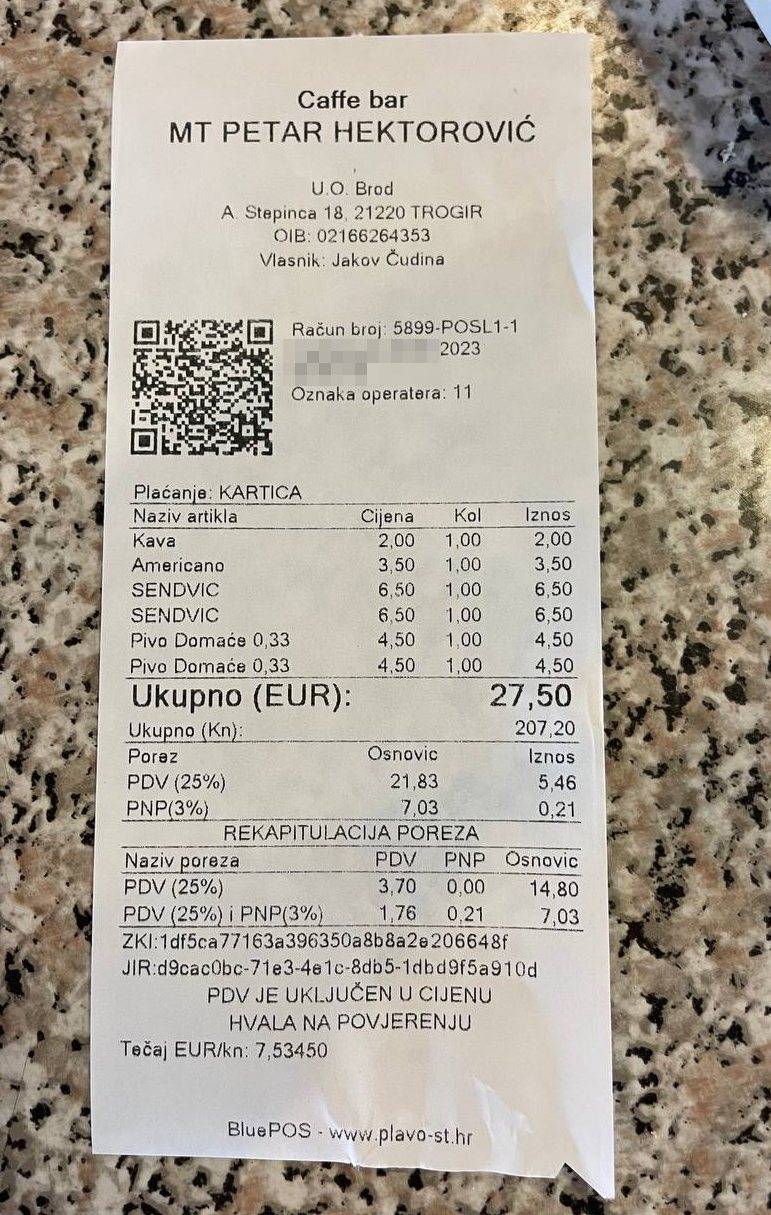 Caffe bar
MT PETAR HEKTOROVIĆ
U.O. Brod
A. Stepinca 18, 21220 TROGIR
OIB: 02166264353
Vlasnik: Jakov Čudina
Račun broj: 5899-POSL1-1
2023
Oznaka operatera: 11
Plaćanje: KARTICA
Naziv artikla Cijena Kol Iznos
Kava 2,00 1,00 2,00
Americano 3,50 1,00 3,50
SENDVIC 6,50 1,00 6,50
SENDVIC 6,50 1,00 6,50
Pivo Domaće 0,33 4,50 1,00 4,50
Pivo Domaće 0,33 4,50 1,00 4,50
Ukupno (EUR): 27,50
Ukupno (Kn): 207,20
Porez Osnovic Iznos
PDV (25%) 21,83 5,46
PNP(3%) 7,03 0,21
REKAPITULACIJA POREZA
Naziv poreza PDV PNP Osnovic
PDV (25%) 3,70 0,00 14,80
PDV (25%) i PNP(3%) 1,76 0,21 7,03
ZKI:1df5ca77163a396350a8b8a2e206648f
JIR:d9cac0bc-71e3-4e1c-8db5-1dbd9f5a910d
PDV JE UKLJUČEN U CIJENU
HVALA NA POVJERENJU
Tečaj EUR/kn: 7,53450
BluePOS - www.plavo-st.hr